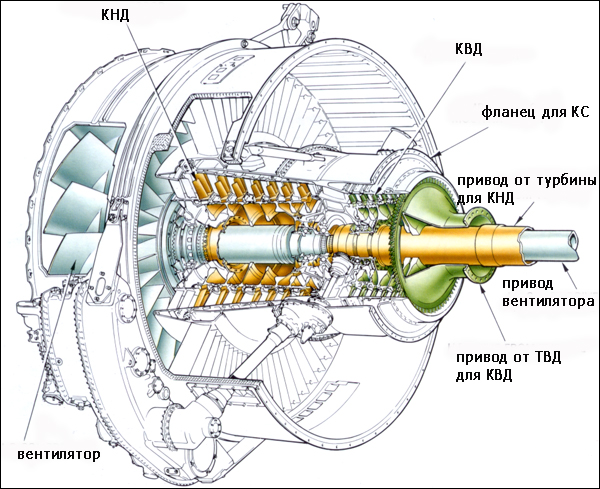 КНД
КВД
фланец для КС
привод от турбины
для КНД
привод
вентилятора
привод от ТВД
для КВД
вентилятор